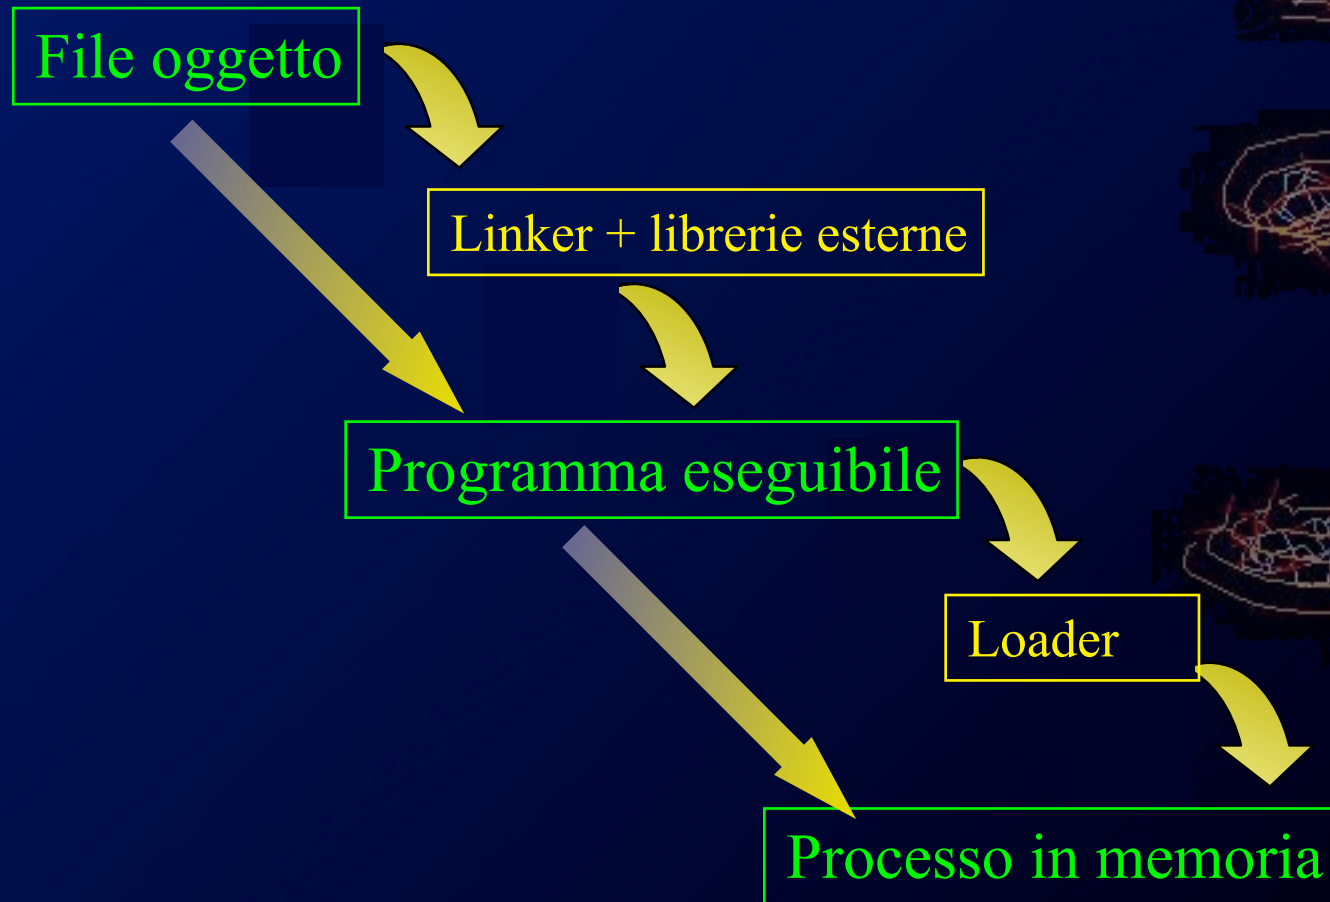 File oggetto
Linker + librerie esterne
Programma eseguibile
Loader
Processo in memoria